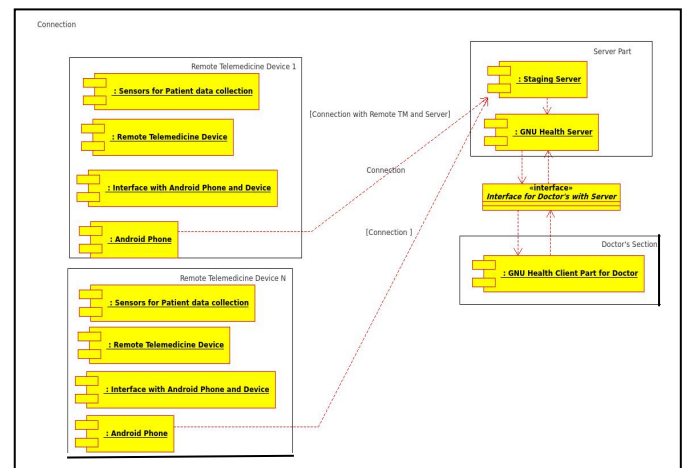 Connection
Remote Telemedicine Device 1
: Sensors for Patient data collection
: Remote Telemedicine Device
: Interface with Android Phone and Device
: Android Phone
Remote Telemedicine Device N
: Sensors for Patient data collection
: Remote Telemedicine Device
: Interface with Android Phone and Device
: Android Phone
[Connection with Remote TM and Server]
Connection
[Connection ]
Server Part
: Staging Server
: GNU Health Server
«interface»
Interface for Doctor's with Server
Doctor's Section
: GNU Health Client Part for Doctor